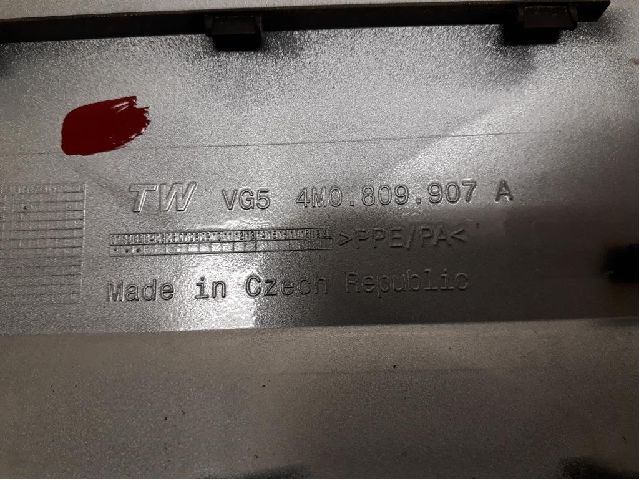 TW VG5 4M0.809.907 A
>PPE/PA<
Made in Czech Republic